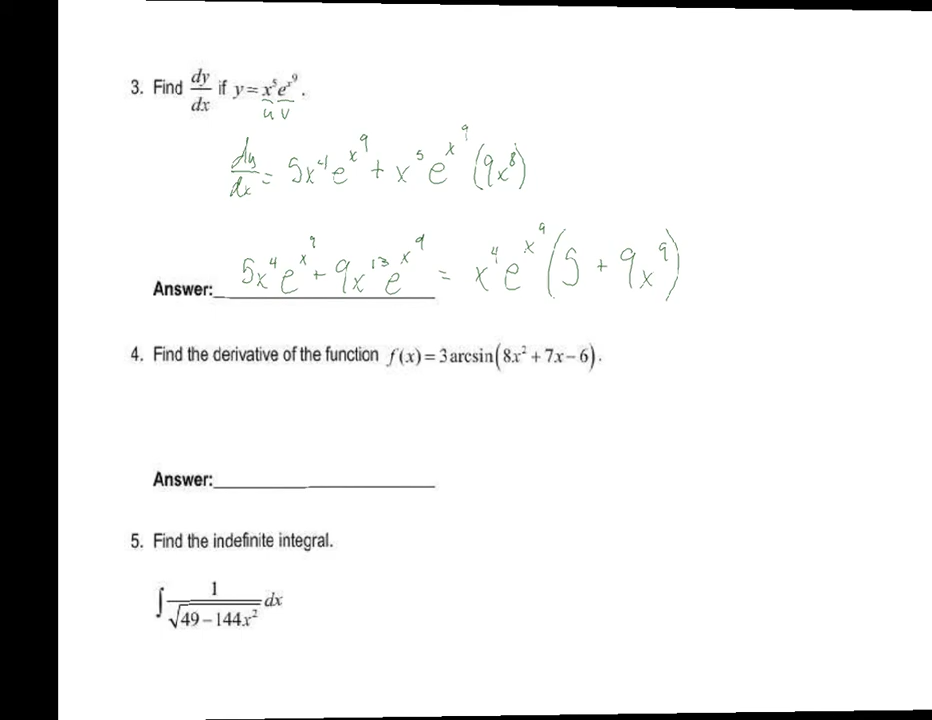 3. Find dy/dx if y = x⁵e^(x⁹).
u v
dy/dx = 5x⁴e^(x⁹) + x⁵e^(x⁹)(9x⁸)
Answer: 5x⁴e^(x⁹) + 9x¹³e^(x⁹) = x⁴e^(x⁹)(5 + 9x⁹)
4. Find the derivative of the function f(x) = 3 arcsin(8x² + 7x − 6).
Answer:
5. Find the indefinite integral.
∫ 1/√(49 − 144x²) dx